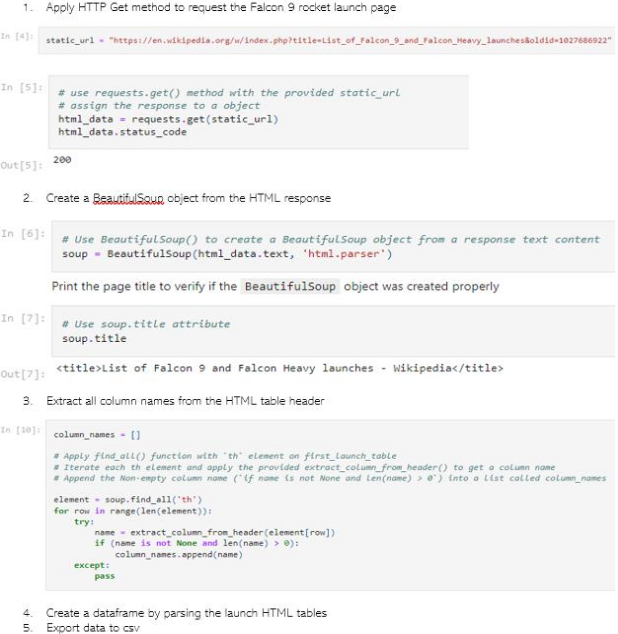 1. Apply HTTP Get method to request the Falcon 9 rocket launch page
In [4]: static_url = "https://en.wikipedia.org/w/index.php?title=List_of_Falcon_9_and_Falcon_Heavy_launches&oldid=1027686922"
In [5]: # use requests.get() method with the provided static_url
# assign the response to a object
html_data = requests.get(static_url)
html_data.status_code
Out[5]: 200
2. Create a BeautifulSoup object from the HTML response
In [6]: # Use BeautifulSoup() to create a BeautifulSoup object from a response text content
soup = BeautifulSoup(html_data.text, 'html.parser')
Print the page title to verify if the BeautifulSoup object was created properly
In [7]: # Use soup.title attribute
soup.title
Out[7]: <title>List of Falcon 9 and Falcon Heavy launches - Wikipedia</title>
3. Extract all column names from the HTML table header
In [10]: column_names = []
# Apply find_all() function with `th` element on first_launch_table
# Iterate each th element and apply the provided extract_column_from_header() to get a column name
# Append the Non-empty column name (`if name is not None and len(name) > 0`) into a list called column_names
element = soup.find_all('th')
for row in range(len(element)):
try:
name = extract_column_from_header(element[row])
if (name is not None and len(name) > 0):
column_names.append(name)
except:
pass
4. Create a dataframe by parsing the launch HTML tables
5. Export data to csv